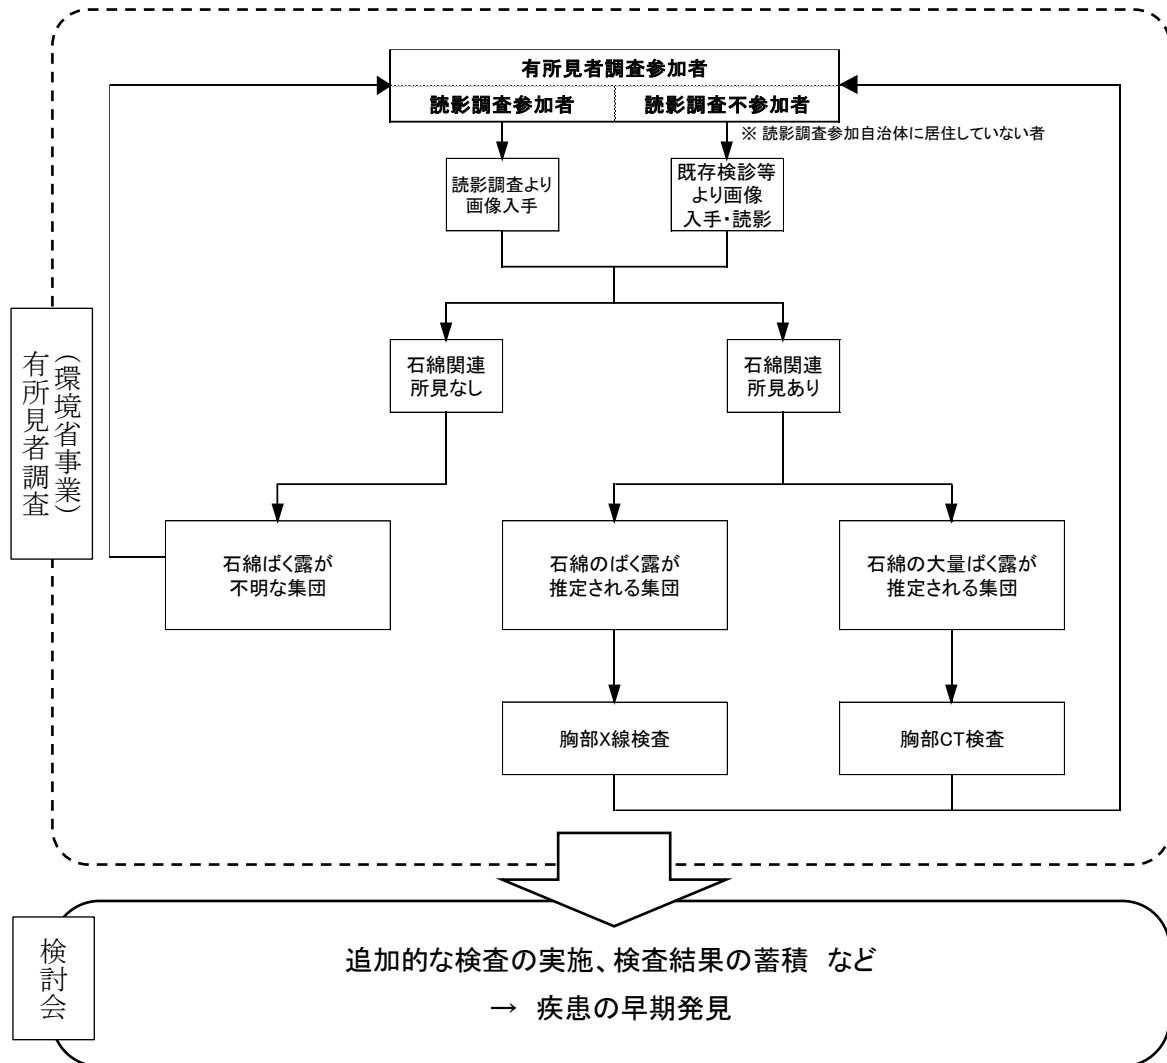 有所見者調査参加者
読影調査参加者
読影調査不参加者
※ 読影調査参加自治体に居住していない者
読影調査より
画像入手
既存検診等
より画像
入手・読影
石綿関連
所見なし
石綿関連
所見あり
（環境省事業）
有所見者調査
石綿ばく露が
不明な集団
石綿のばく露が
推定される集団
石綿の大量ばく露が
推定される集団
胸部X線検査
胸部CT検査
検討会
追加的な検査の実施、検査結果の蓄積 など
→ 疾患の早期発見